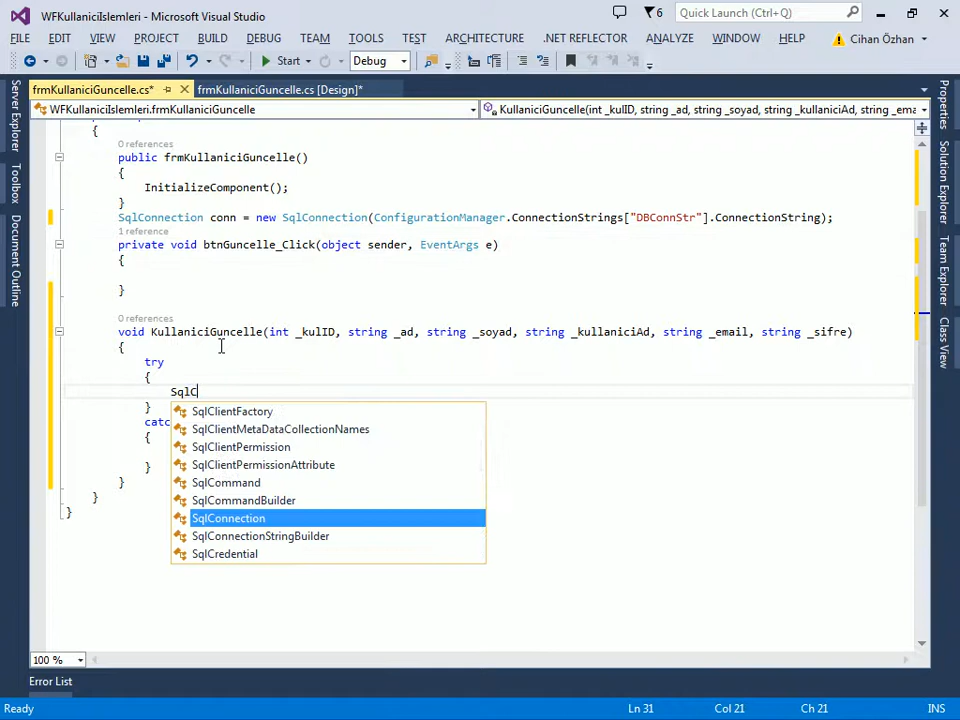 WFKullaniciIslemleri - Microsoft Visual Studio
6
Quick Launch (Ctrl+Q)
FILE EDIT VIEW PROJECT BUILD DEBUG TEAM TOOLS TEST ARCHITECTURE .NET REFLECTOR ANALYZE WINDOW HELP Cihan Özhan
Start Debug
frmKullaniciGuncelle.cs* frmKullaniciGuncelle.cs [Design]*
WFKullaniciIslemleri.frmKullaniciGuncelle KullaniciGuncelle(int _kulID, string _ad, string _soyad, string _kullaniciAd, string _ema
Server Explorer
Toolbox
Document Outline
{
0 references
public frmKullaniciGuncelle()
{
InitializeComponent();
}
SqlConnection conn = new SqlConnection(ConfigurationManager.ConnectionStrings["DBConnStr"].ConnectionString);
1 reference
private void btnGuncelle_Click(object sender, EventArgs e)
{
}
0 references
void KullaniciGuncelle(int _kulID, string _ad, string _soyad, string _kullaniciAd, string _email, string _sifre)
{
try
{
SqlC
}
catc
{
}
}
}
}
SqlClientFactory
SqlClientMetaDataCollectionNames
SqlClientPermission
SqlClientPermissionAttribute
SqlCommand
SqlCommandBuilder
SqlConnection
SqlConnectionStringBuilder
SqlCredential
Properties
Solution Explorer
Team Explorer
Class View
100 %
Error List
Ready Ln 31 Col 21 Ch 21 INS